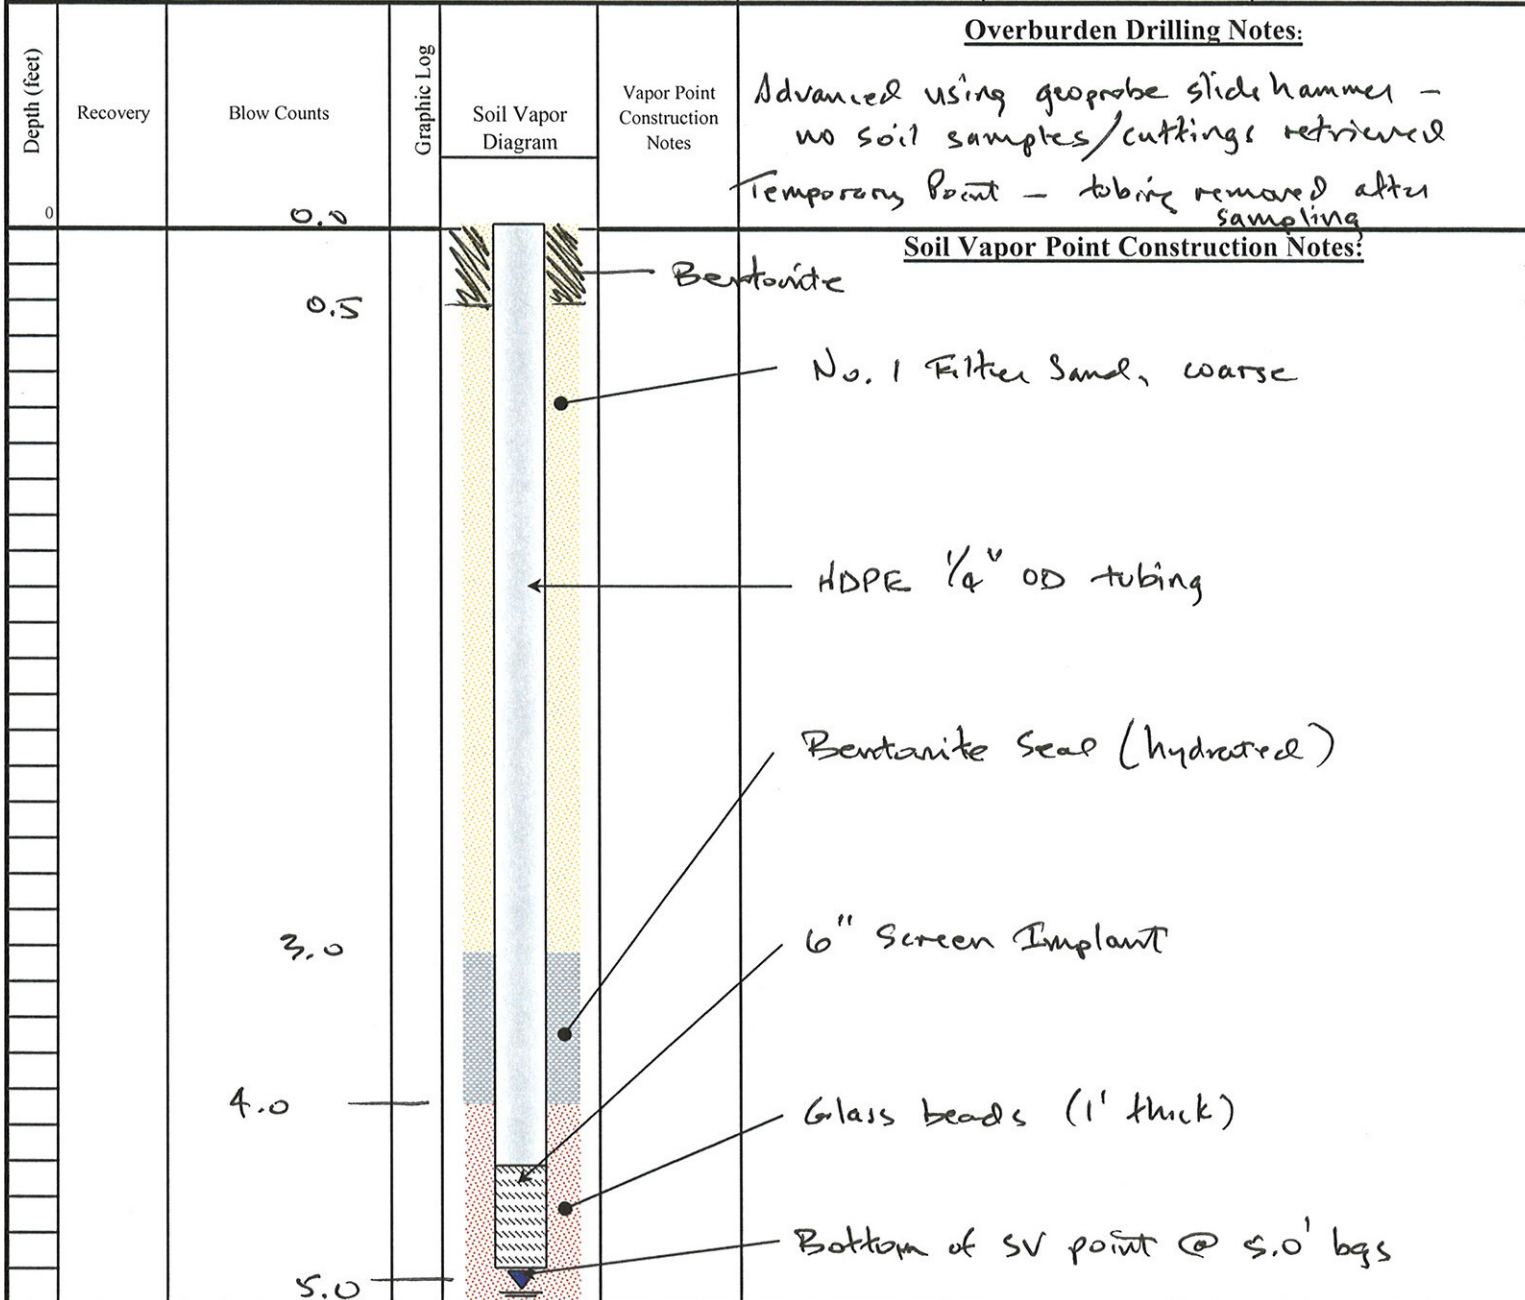 Overburden Drilling Notes:
Depth (feet)
Recovery
Blow Counts
Graphic Log
Soil Vapor
Diagram
Vapor Point
Construction
Notes
Advanced using geoprobe slide hammer -
no soil samples/cuttings retrieved
Temporary Point - tubing removed after
sampling
0
0.0
Soil Vapor Point Construction Notes:
Bentonite
0.5
No. 1 Filter Sand, coarse
HDPE 1/4" OD tubing
Bentonite Seal (hydrated)
3.0
6" Screen Implant
4.0
Glass beads (1' thick)
Bottom of SV point @ 5.0' bgs
5.0